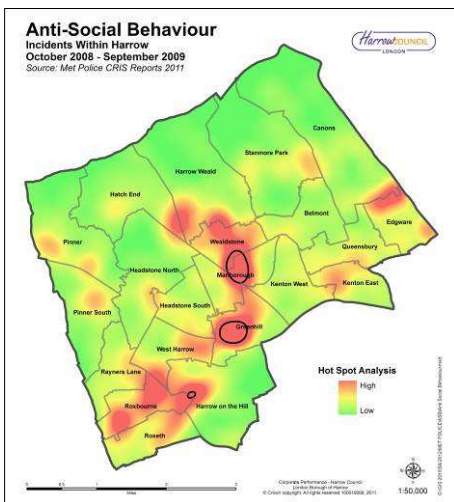 Anti-Social Behaviour
Incidents Within Harrow
October 2008 - September 2009
Source: Met Police CRIS Reports 2011
HarrowCOUNCIL
LONDON
Canons
Stanmore Park
Harrow Weald
Hatch End
Belmont
Edgware
Wealdstone
Pinner
Queensbury
Headstone North
Marlborough
Kenton West
Kenton East
Pinner South
Headstone South
Greenhill
West Harrow
Rayners Lane
Hot Spot Analysis
High
Low
Roxbourne
Harrow on the Hill
Roxeth
Corporate Performance - Harrow Council
London Borough of Harrow
1:50,000